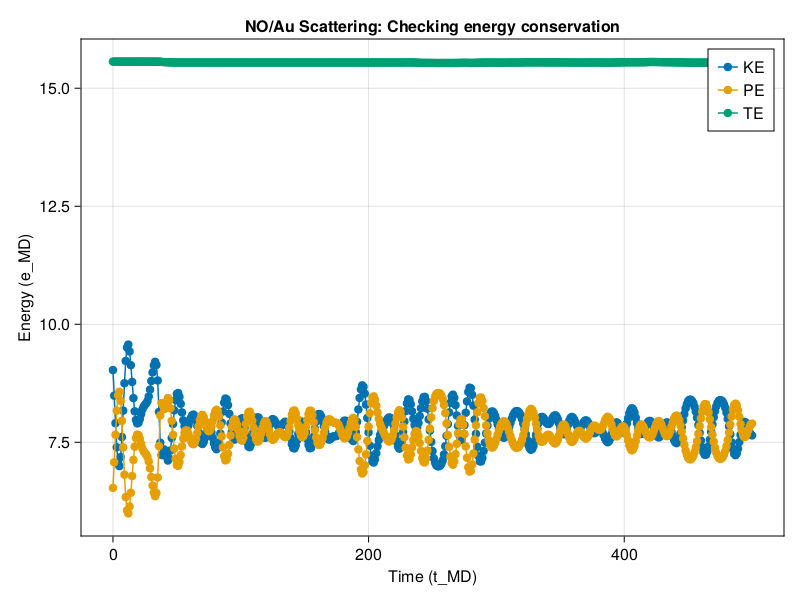 NO/Au Scattering: Checking energy conservation
15.0
12.5
10.0
7.5
Energy (e_MD)
0
200
400
Time (t_MD)
KE
PE
TE